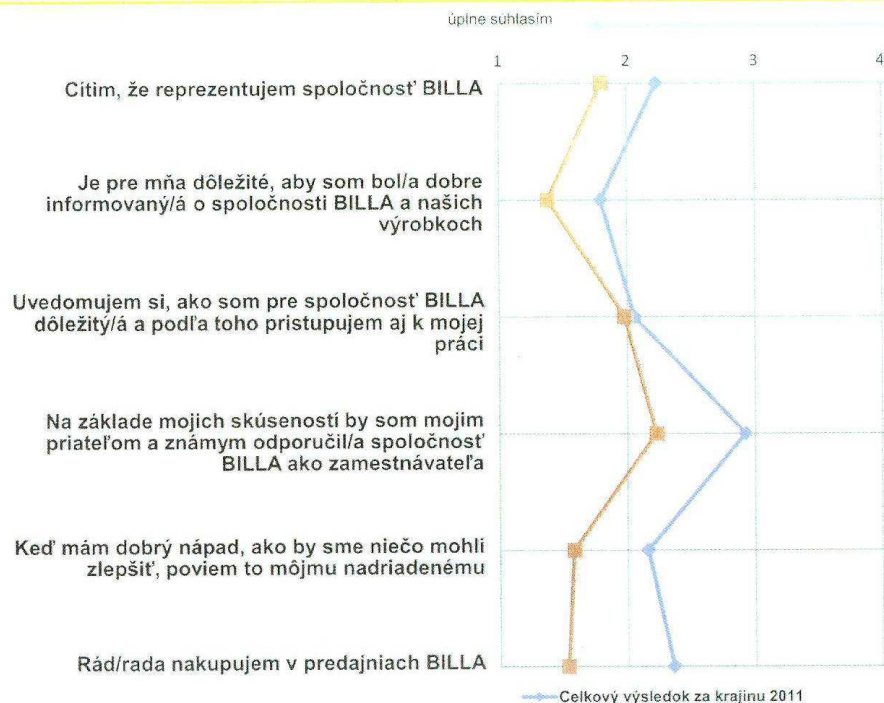 úplne súhlasím
1 2 3 4
Cítim, že reprezentujem spoločnosť BILLA
Je pre mňa dôležité, aby som bol/a dobre
informovaný/á o spoločnosti BILLA a našich
výrobkoch
Uvedomujem si, ako som pre spoločnosť BILLA
dôležitý/á a podľa toho pristupujem aj k mojej
práci
Na základe mojich skúseností by som mojim
priateľom a známym odporučil/a spoločnosť
BILLA ako zamestnávateľa
Keď mám dobrý nápad, ako by sme niečo mohli
zlepšiť, poviem to môjmu nadriadenému
Rád/rada nakupujem v predajniach BILLA
Celkový výsledok za krajinu 2011